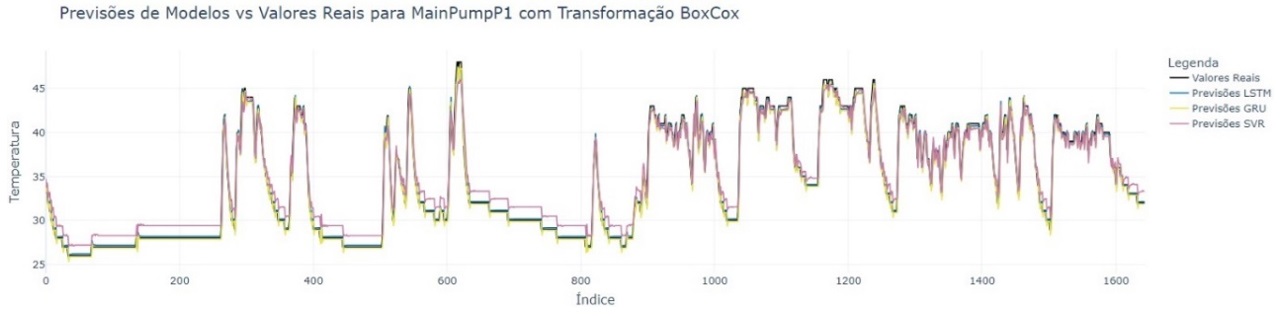 Previsões de Modelos vs Valores Reais para MainPumpP1 com Transformação BoxCox
Legenda
Valores Reais
Previsões LSTM
Previsões GRU
Previsões SVR
Temperatura
45
40
35
30
25
0
200
400
600
800
1000
1200
1400
1600
Índice